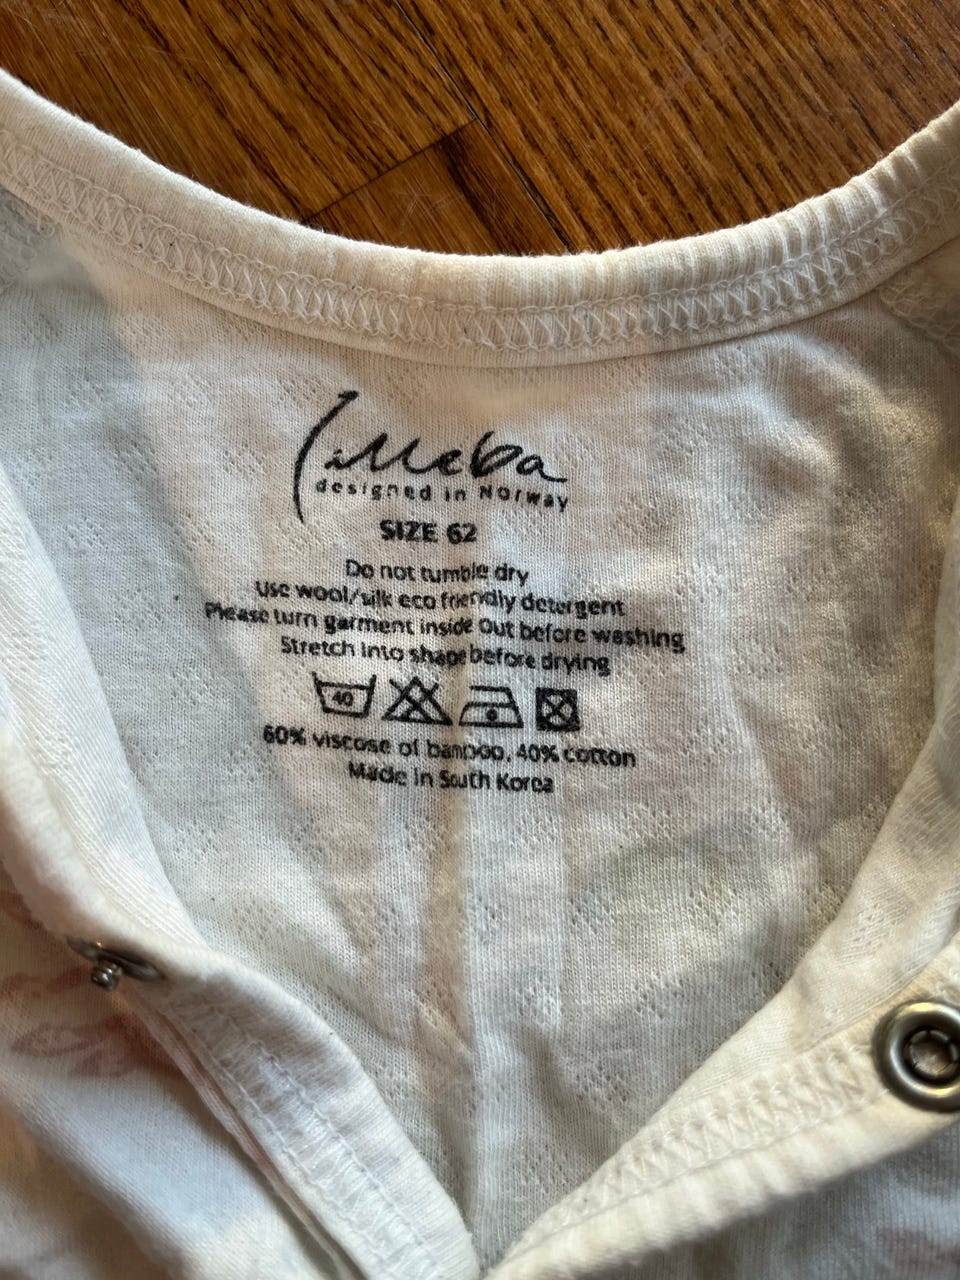 Lilleba
designed in Norway
SIZE 62
Do not tumble dry
Use wool/silk eco friendly detergent
Please turn garment inside out before washing
Stretch into shape before drying
40
60% viscose of bamboo, 40% cotton
Made in South Korea